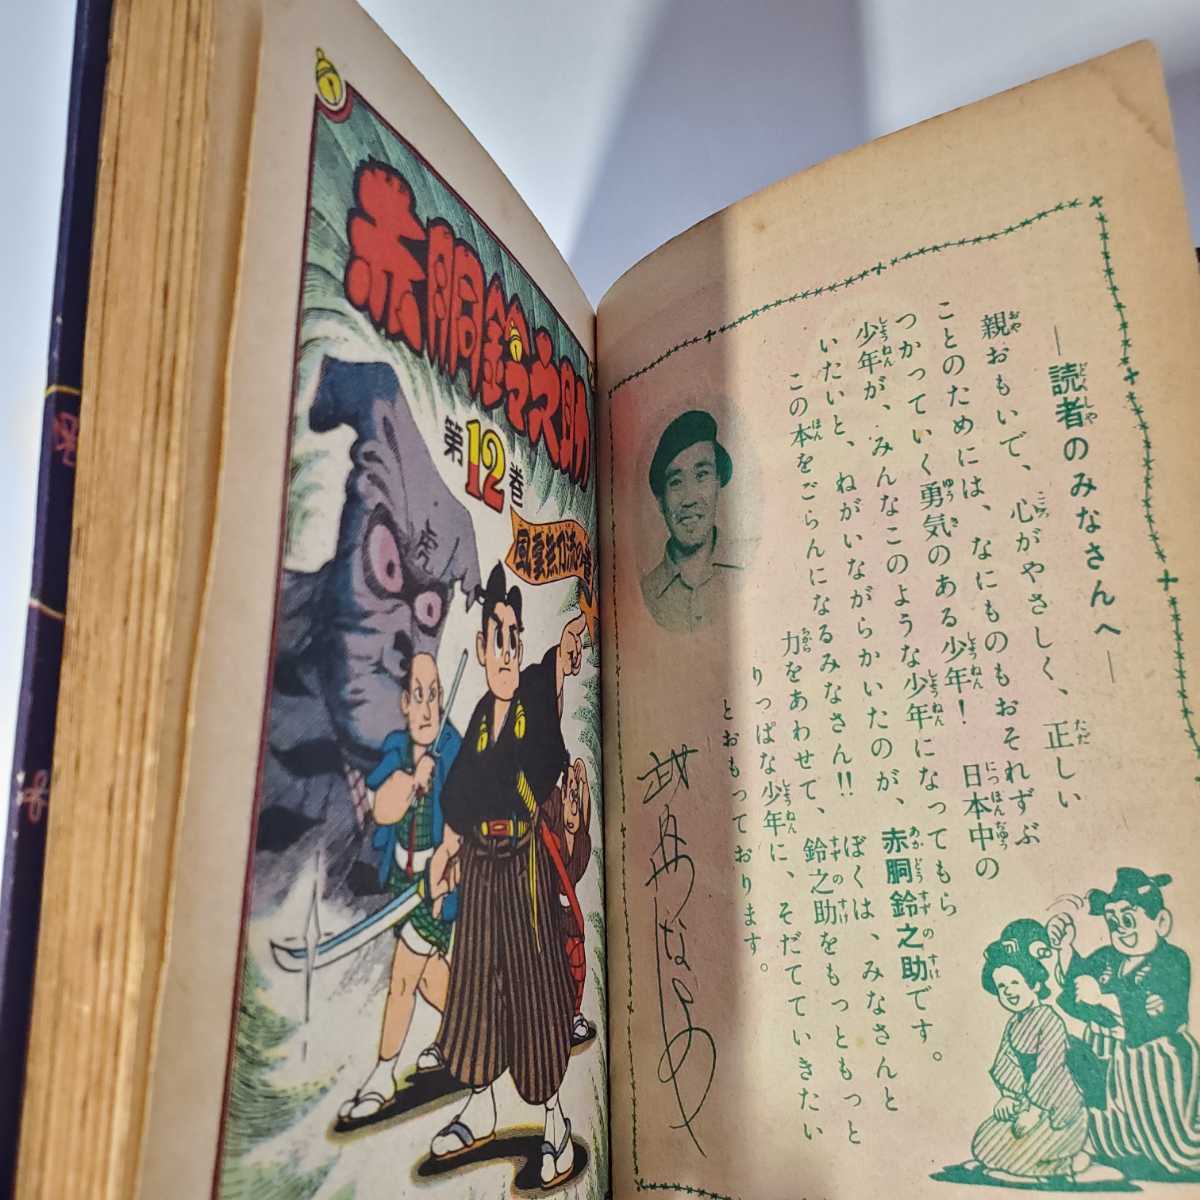 赤胴鈴之助
第12巻
風雲無刀流の巻
虎
―読者のみなさんへ―
親おもいで、心がやさしく、正しい
ことのためには、なにものもおそれずぶ
つかっていく勇気のある少年！日本中の
少年が、みんなこのような少年になってもら
いたいと、ねがいながらかいたのが、赤胴鈴之助です。
この本をごらんになるみなさん!!ぼくは、みなさんと
力をあわせて、鈴之助をもっともっと
りっぱな少年に、そだてていきたい
とおもっております。